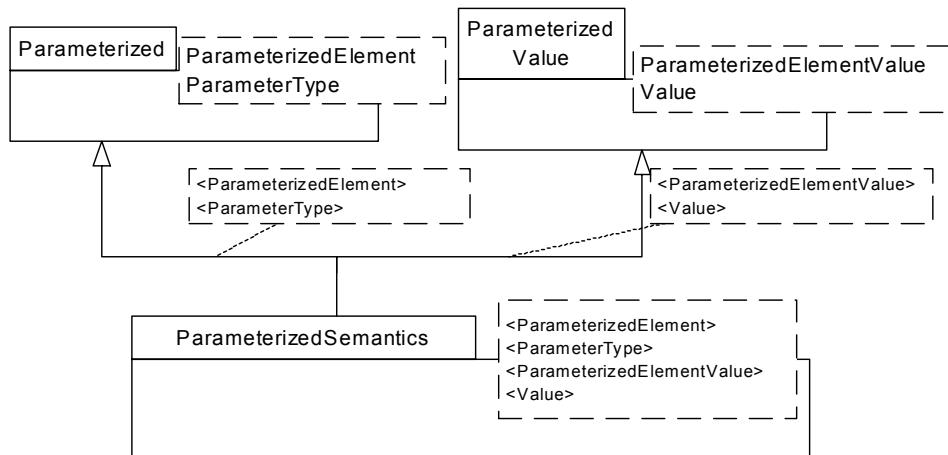 Parameterized
ParameterizedElement
ParameterType
Parameterized
Value
ParameterizedElementValue
Value
<ParameterizedElement>
<ParameterType>
<ParameterizedElementValue>
<Value>
ParameterizedSemantics
<ParameterizedElement>
<ParameterType>
<ParameterizedElementValue>
<Value>